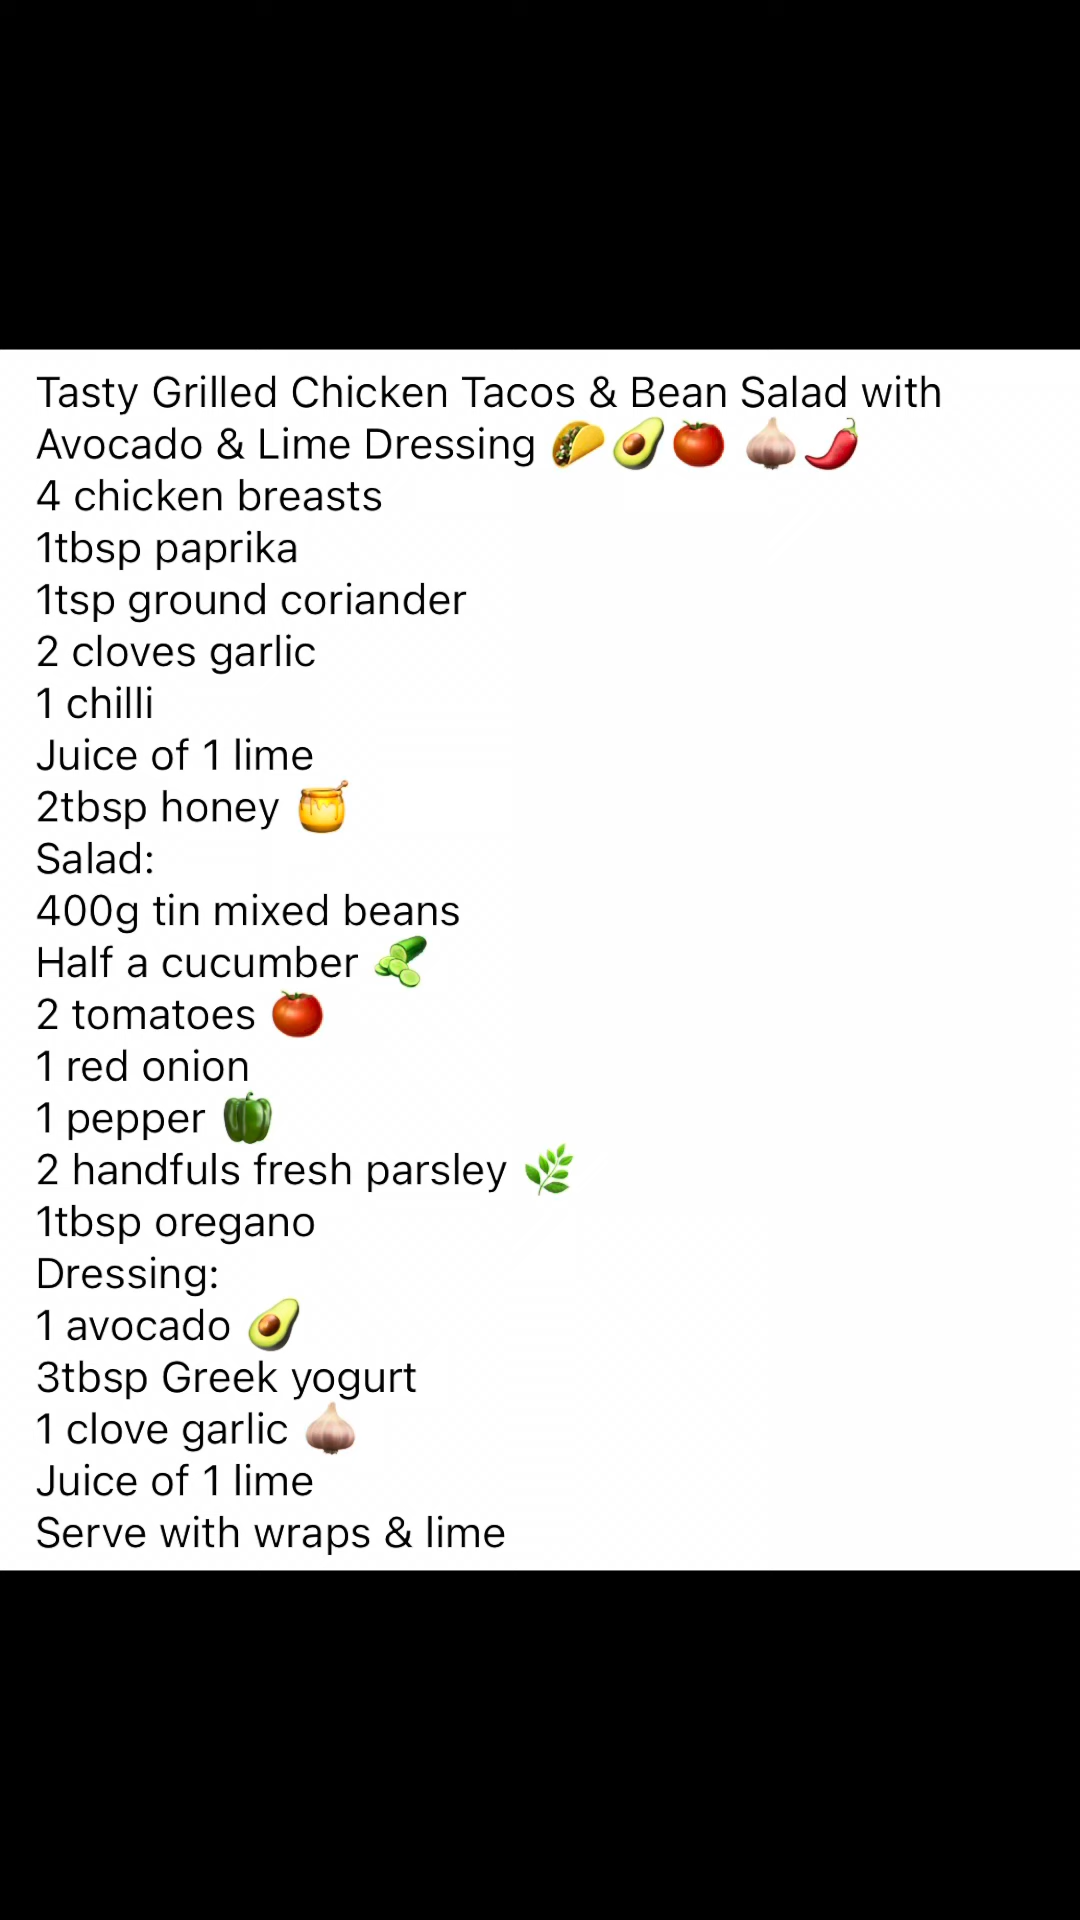 Tasty Grilled Chicken Tacos & Bean Salad with
Avocado & Lime Dressing 🌮🥑🍅 🧄🌶️
4 chicken breasts
1tbsp paprika
1tsp ground coriander
2 cloves garlic
1 chilli
Juice of 1 lime
2tbsp honey 🍯
Salad:
400g tin mixed beans
Half a cucumber 🥒
2 tomatoes 🍅
1 red onion
1 pepper 🫑
2 handfuls fresh parsley 🌿
1tbsp oregano
Dressing:
1 avocado 🥑
3tbsp Greek yogurt
1 clove garlic 🧄
Juice of 1 lime
Serve with wraps & lime